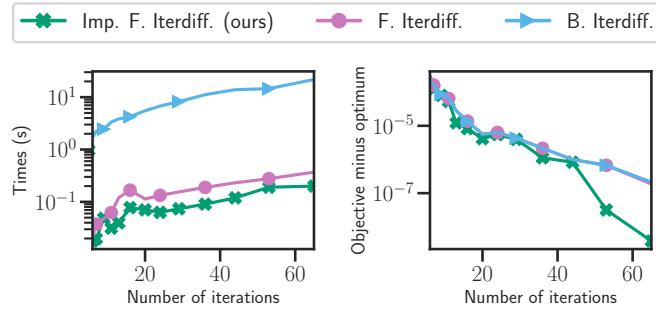 Imp. F. Iterdiff. (ours) F. Iterdiff. B. Iterdiff.
Times (s)
10^1
10^0
10^{-1}
20 40 60
Number of iterations
Objective minus optimum
10^{-5}
10^{-7}
20 40 60
Number of iterations